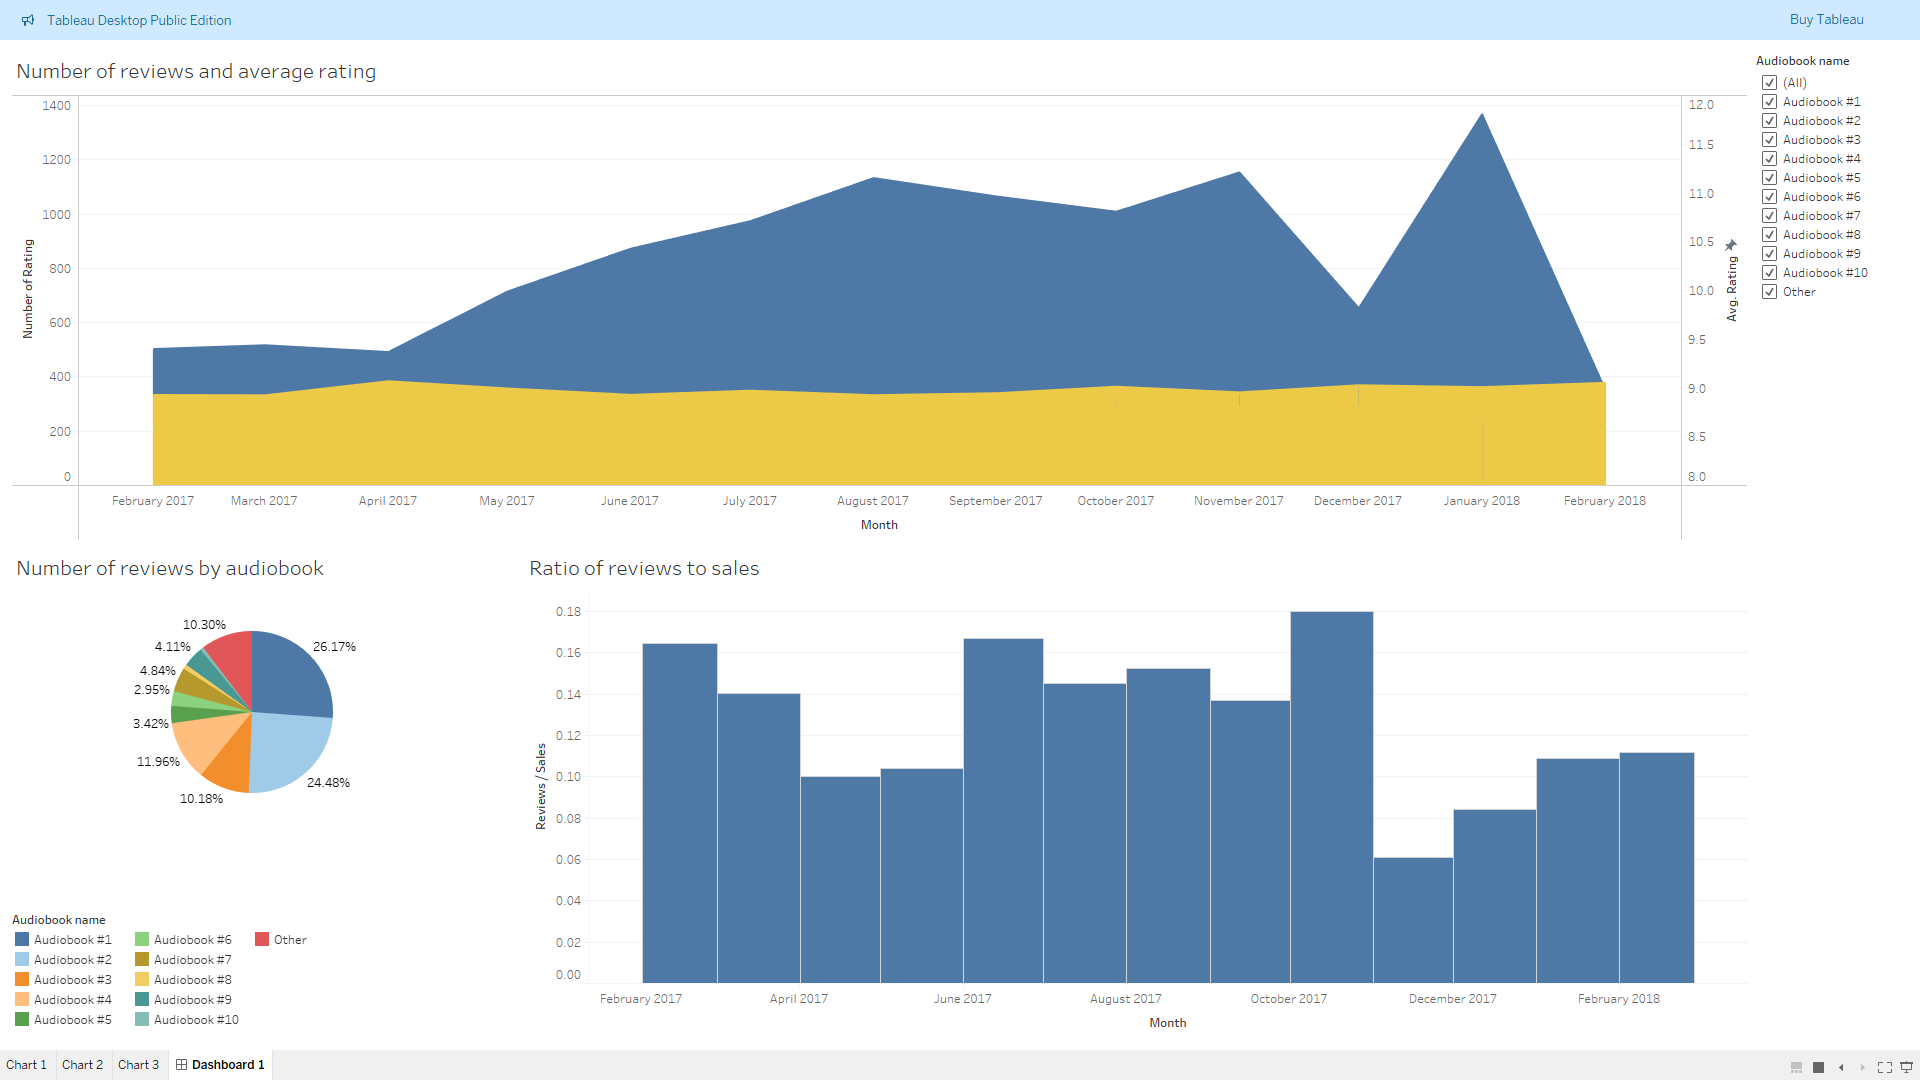 Tableau Desktop Public Edition
Buy Tableau
Number of reviews and average rating
1400
1200
1000
800
600
400
200
0
Number of Rating
12.0
11.5
11.0
10.5
10.0
9.5
9.0
8.5
8.0
Avg. Rating
February 2017 March 2017 April 2017 May 2017 June 2017 July 2017 August 2017 September 2017 October 2017 November 2017 December 2017 January 2018 February 2018
Month
Audiobook name
(All)
Audiobook #1
Audiobook #2
Audiobook #3
Audiobook #4
Audiobook #5
Audiobook #6
Audiobook #7
Audiobook #8
Audiobook #9
Audiobook #10
Other
Number of reviews by audiobook
10.30%
4.11%
26.17%
4.84%
2.95%
3.42%
11.96%
24.48%
10.18%
Audiobook name
Audiobook #1
Audiobook #2
Audiobook #3
Audiobook #4
Audiobook #5
Audiobook #6
Audiobook #7
Audiobook #8
Audiobook #9
Audiobook #10
Other
Ratio of reviews to sales
0.18
0.16
0.14
0.12
0.10
0.08
0.06
0.04
0.02
0.00
Reviews / Sales
February 2017 April 2017 June 2017 August 2017 October 2017 December 2017 February 2018
Month
Chart 1 Chart 2 Chart 3 Dashboard 1